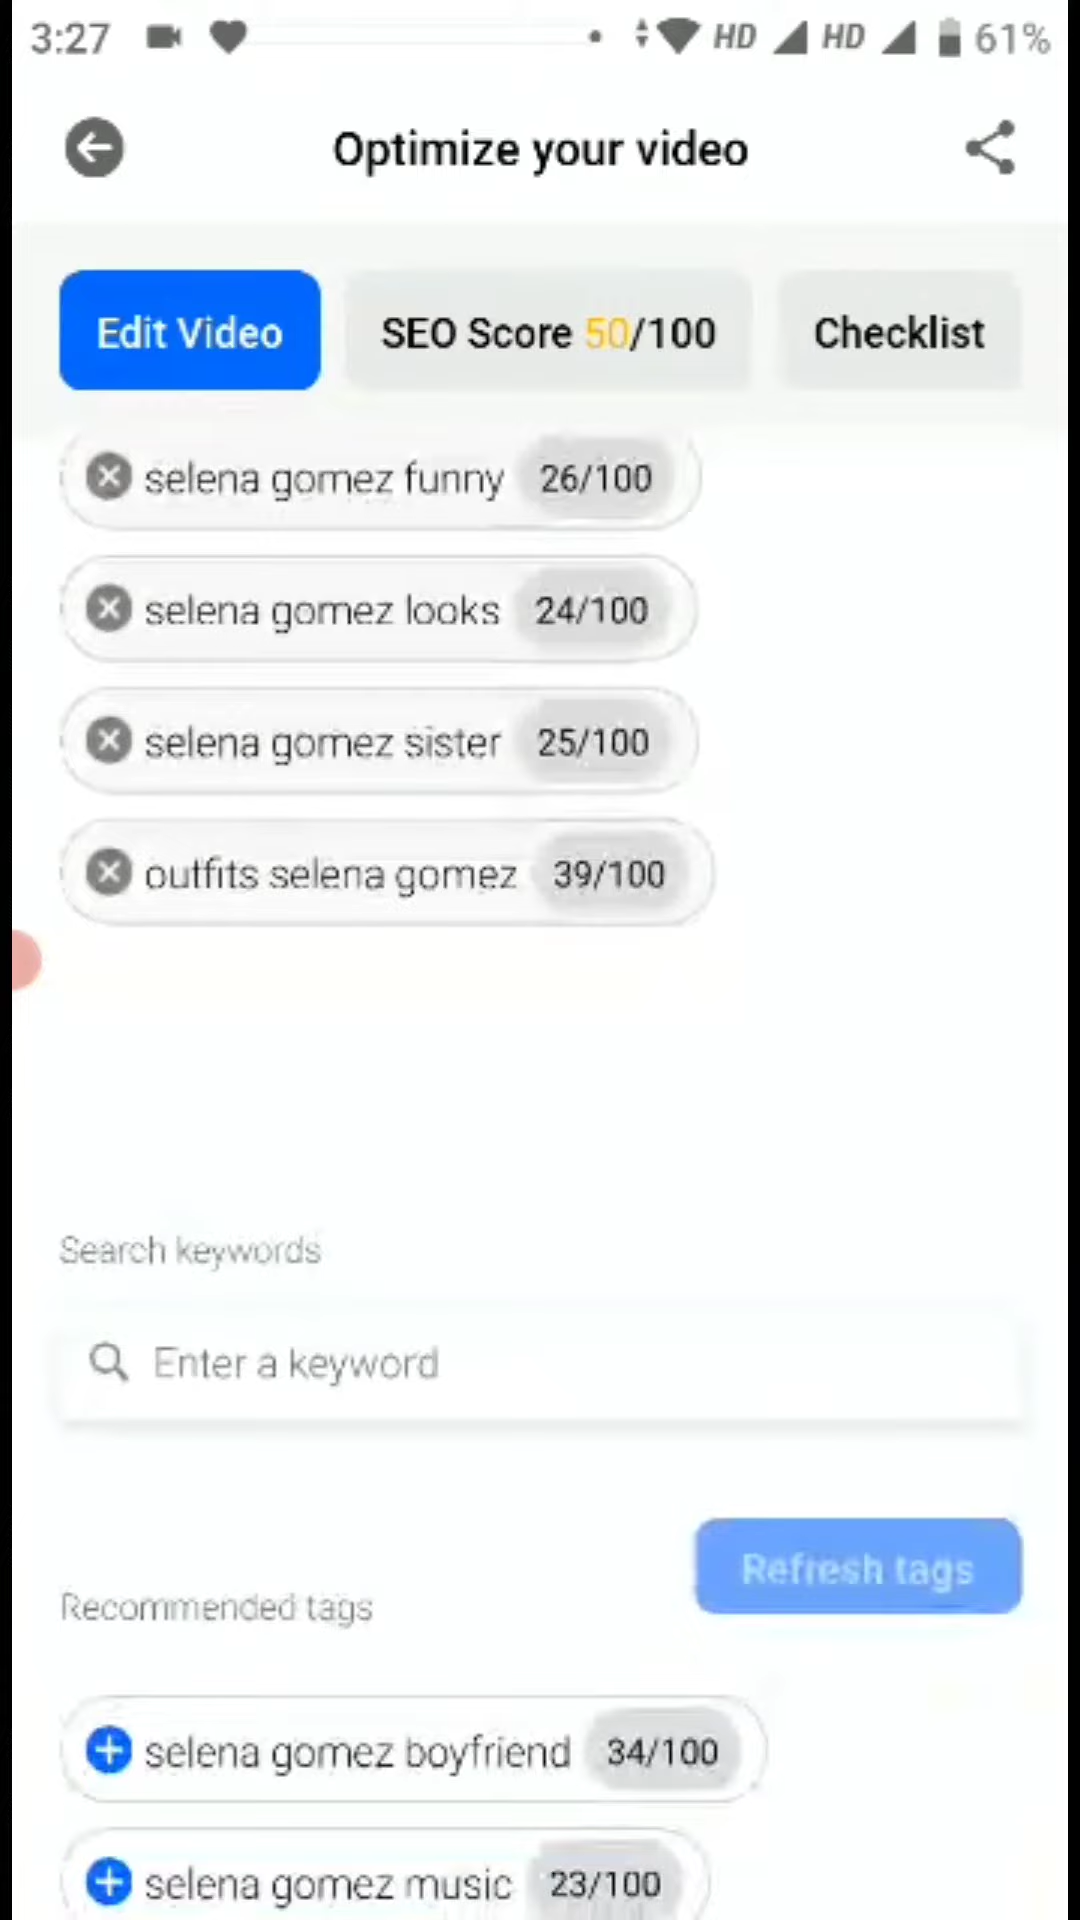 3:27 HD HD 61%
Optimize your video
Edit Video SEO Score 50/100 Checklist
selena gomez funny 26/100
selena gomez looks 24/100
selena gomez sister 25/100
outfits selena gomez 39/100
Search keywords
Enter a keyword
Refresh tags
Recommended tags
selena gomez boyfriend 34/100
selena gomez music 23/100